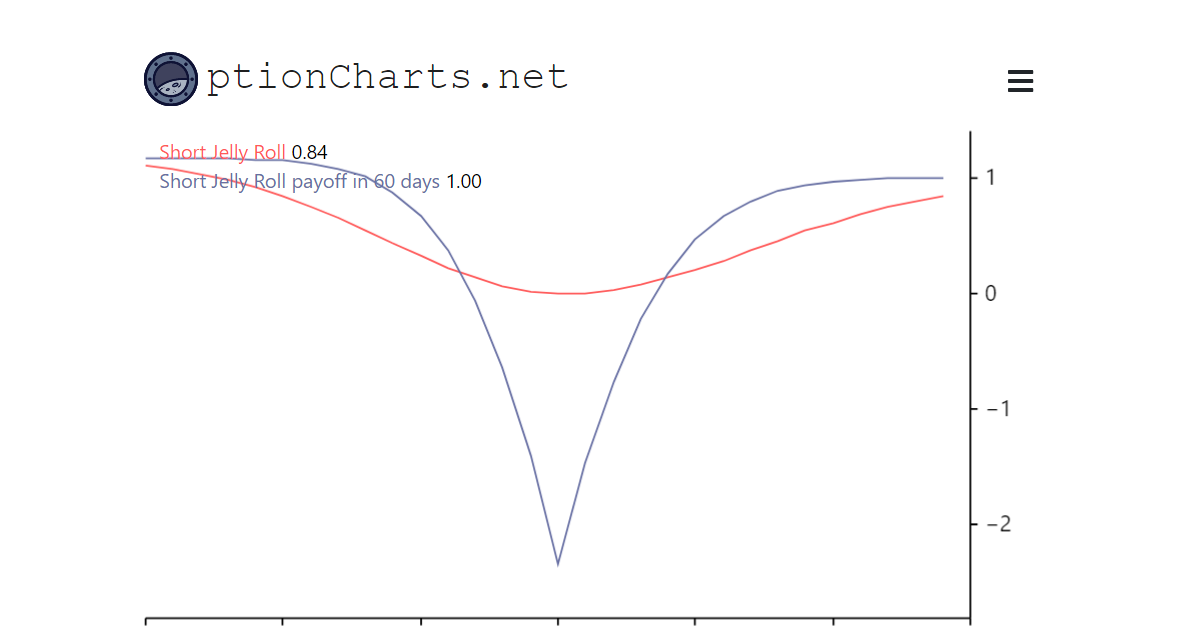 ptionCharts.net
Short Jelly Roll 0.84
Short Jelly Roll payoff in 60 days 1.00
1
0
−1
−2